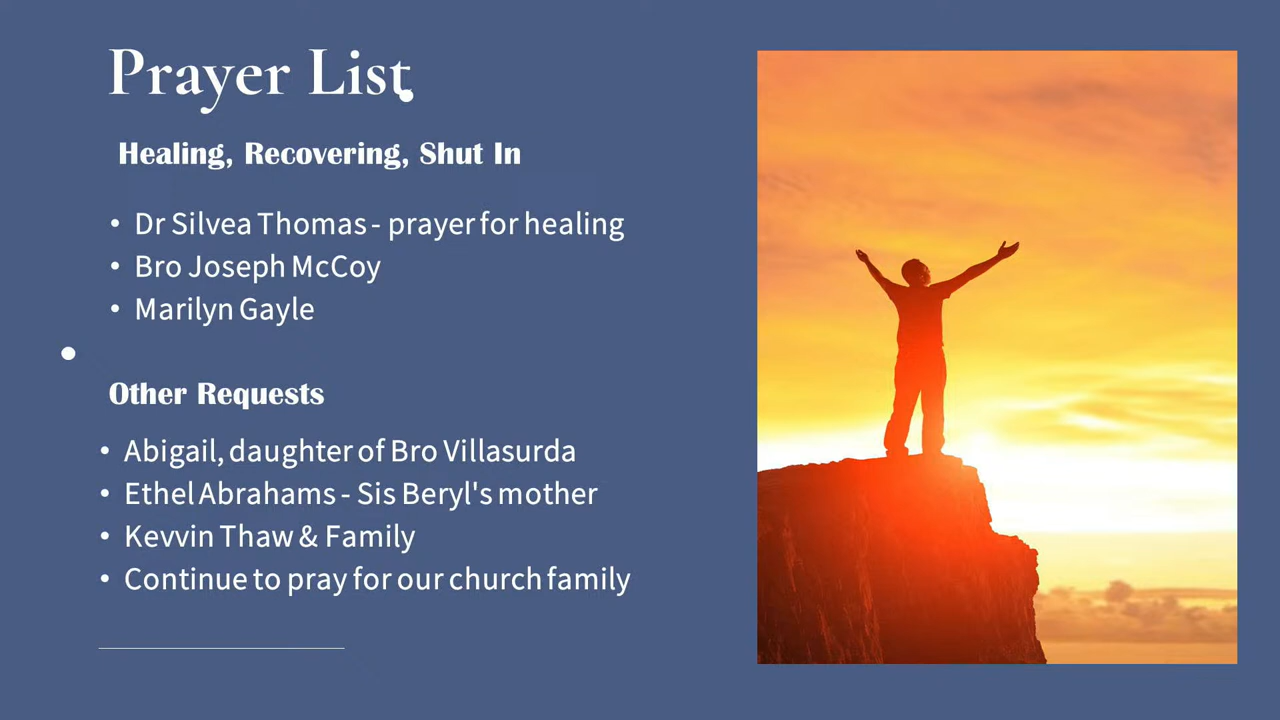 Prayer List
Healing, Recovering, Shut In
• Dr Silvea Thomas - prayer for healing
• Bro Joseph McCoy
• Marilyn Gayle
Other Requests
• Abigail, daughter of Bro Villasurda
• Ethel Abrahams - Sis Beryl's mother
• Kevvin Thaw & Family
• Continue to pray for our church family